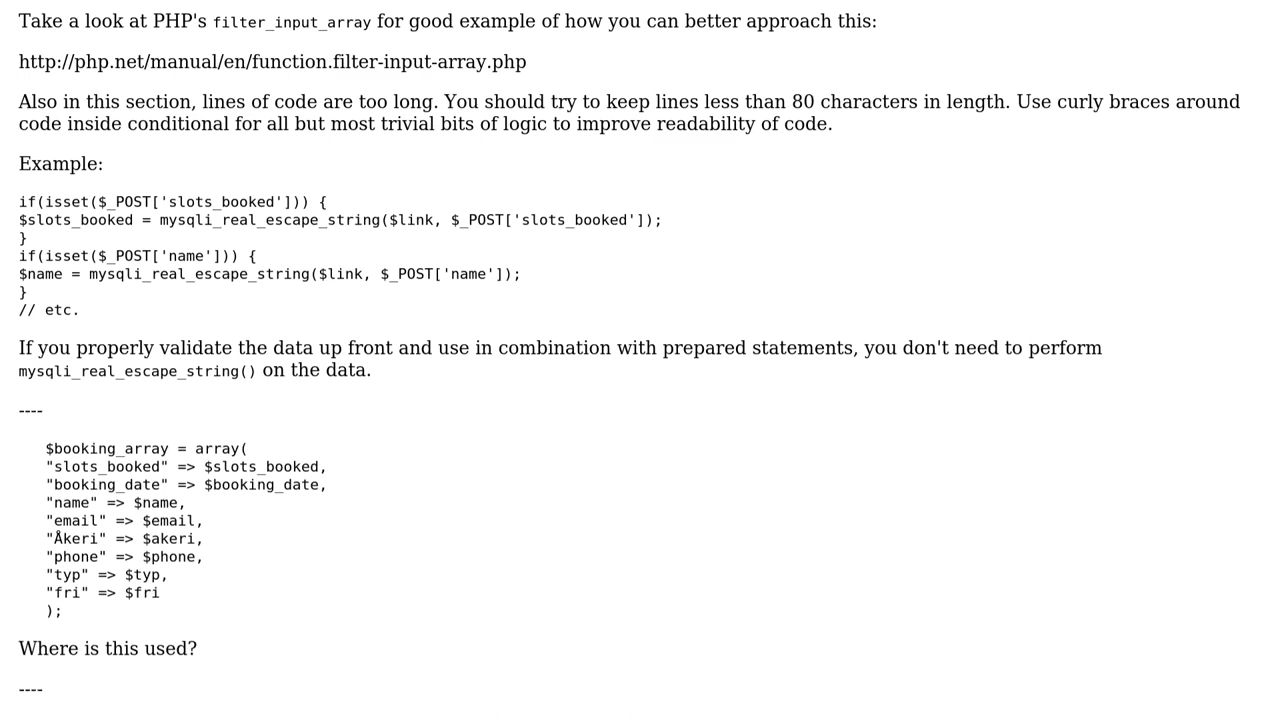 Take a look at PHP's filter_input_array for good example of how you can better approach this:
http://php.net/manual/en/function.filter-input-array.php
Also in this section, lines of code are too long. You should try to keep lines less than 80 characters in length. Use curly braces around
code inside conditional for all but most trivial bits of logic to improve readability of code.
Example:
if(isset($_POST['slots_booked'])) {
$slots_booked = mysqli_real_escape_string($link, $_POST['slots_booked']);
}
if(isset($_POST['name'])) {
$name = mysqli_real_escape_string($link, $_POST['name']);
}
// etc.
If you properly validate the data up front and use in combination with prepared statements, you don't need to perform
mysqli_real_escape_string() on the data.
----
$booking_array = array(
"slots_booked" => $slots_booked,
"booking_date" => $booking_date,
"name" => $name,
"email" => $email,
"Åkeri" => $akeri,
"phone" => $phone,
"typ" => $typ,
"fri" => $fri
);
Where is this used?
----